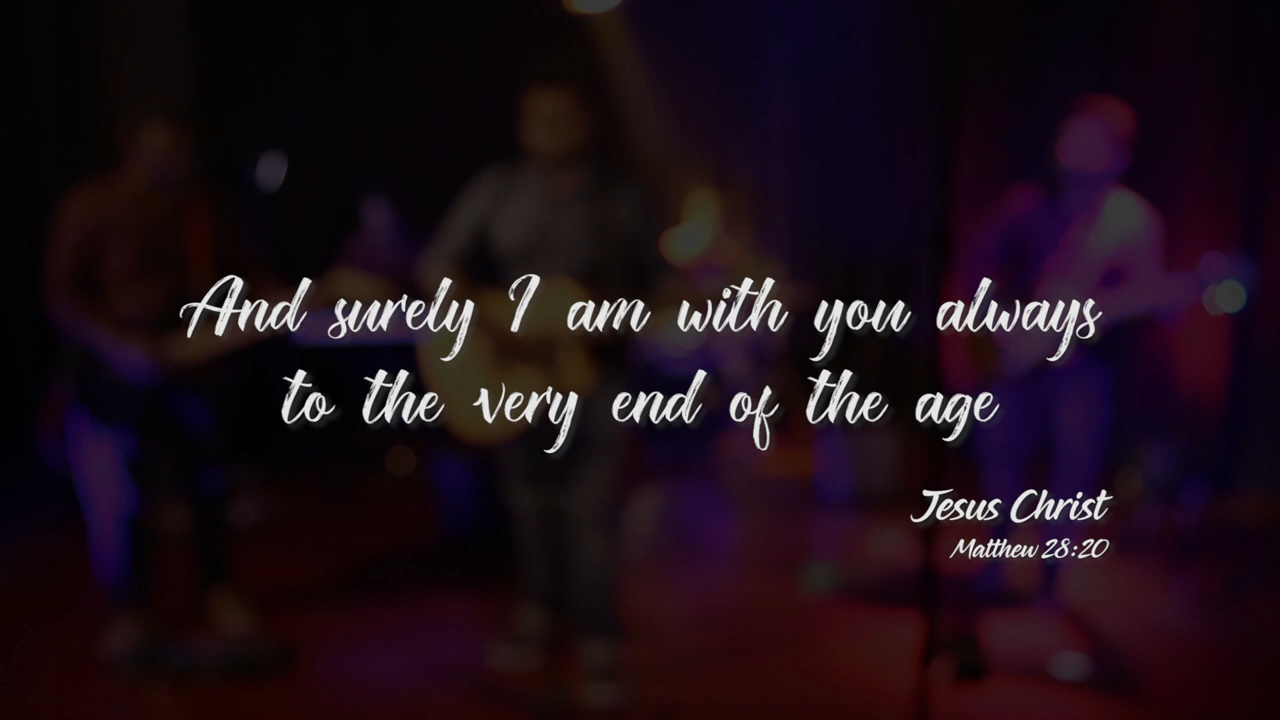 And surely I am with you always
to the very end of the age
Jesus Christ
Matthew 28:20